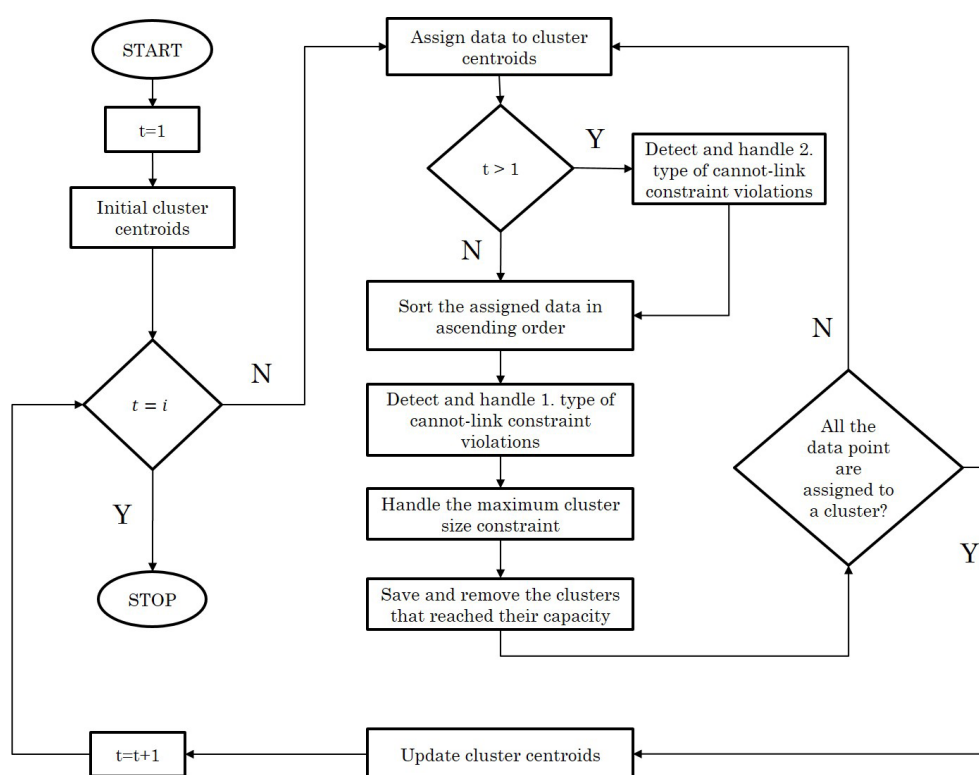 START
t=1
Initial cluster
centroids
t = i
N
Y
STOP
Assign data to cluster
centroids
t > 1
Y
Detect and handle 2.
type of cannot-link
constraint violations
N
Sort the assigned data in
ascending order
Detect and handle 1. type of
cannot-link constraint
violations
Handle the maximum cluster
size constraint
Save and remove the clusters
that reached their capacity
N
All the
data point
are
assigned to
a cluster?
Y
Update cluster centroids
t=t+1